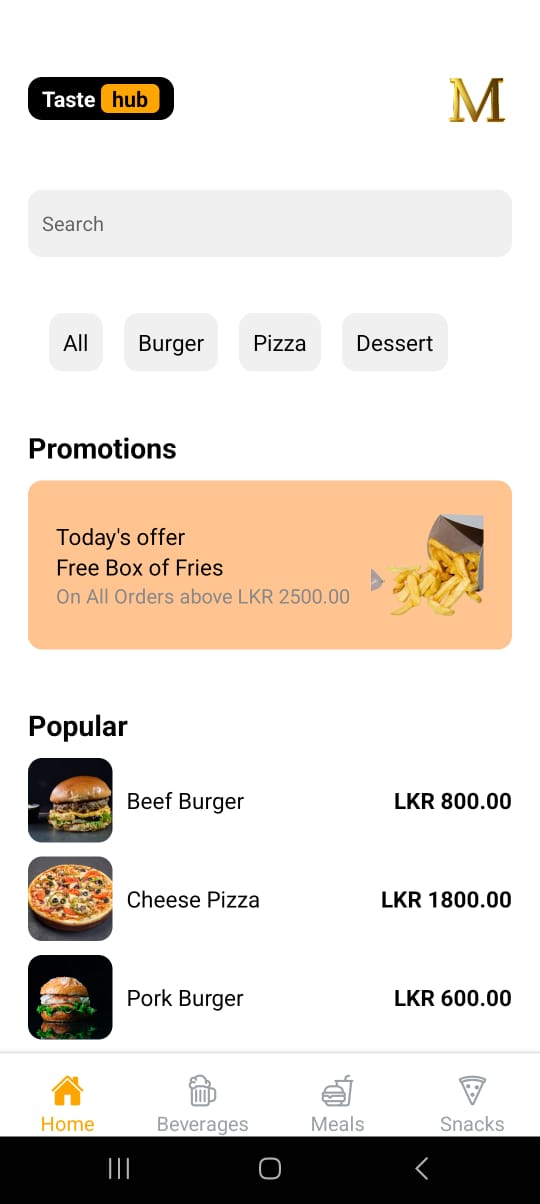 Taste hub
M
Search
All Burger Pizza Dessert
Promotions
Today's offer
Free Box of Fries
On All Orders above LKR 2500.00
Popular
Beef Burger LKR 800.00
Cheese Pizza LKR 1800.00
Pork Burger LKR 600.00
Home Beverages Meals Snacks